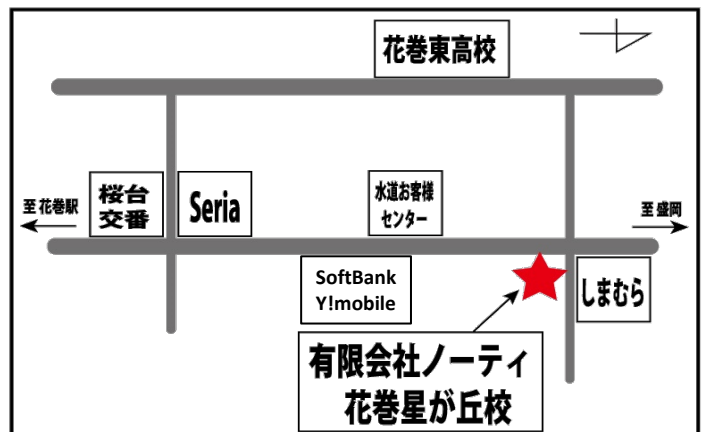 花巻東高校
桜台
交番
Seria
水道お客様
センター
至 花巻駅
至 盛岡
SoftBank
Y!mobile
しまむら
有限会社ノーティ
花巻星が丘校